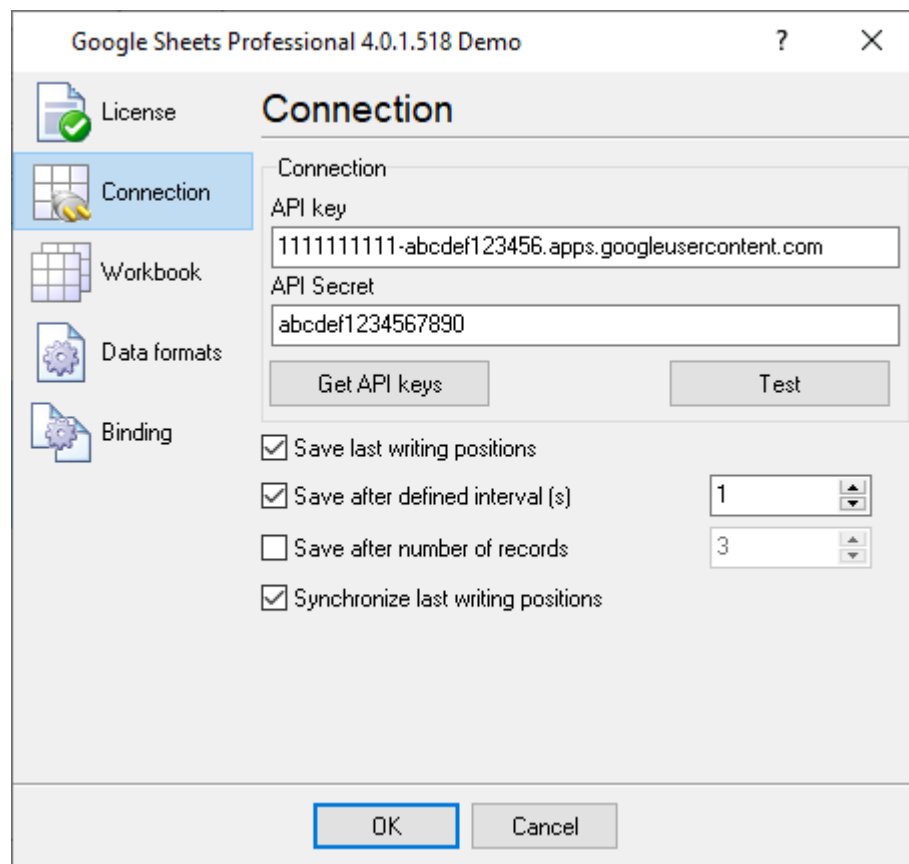 Google Sheets Professional 4.0.1.518 Demo ?
License
Connection
Workbook
Data formats
Binding
Connection
Connection
API key
1111111111-abcdef123456.apps.googleusercontent.com
API Secret
abcdef1234567890
Get API keys Test
Save last writing positions
Save after defined interval (s) 1
Save after number of records 3
Synchronize last writing positions
OK Cancel